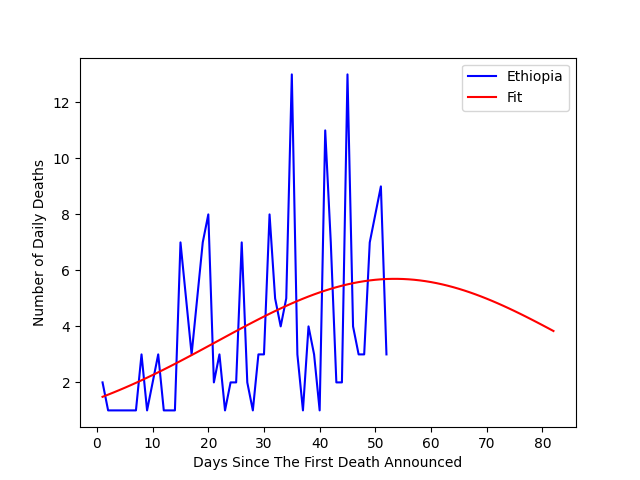 Ethiopia
Fit
Number of Daily Deaths
12
10
8
6
4
2
0 10 20 30 40 50 60 70 80
Days Since The First Death Announced